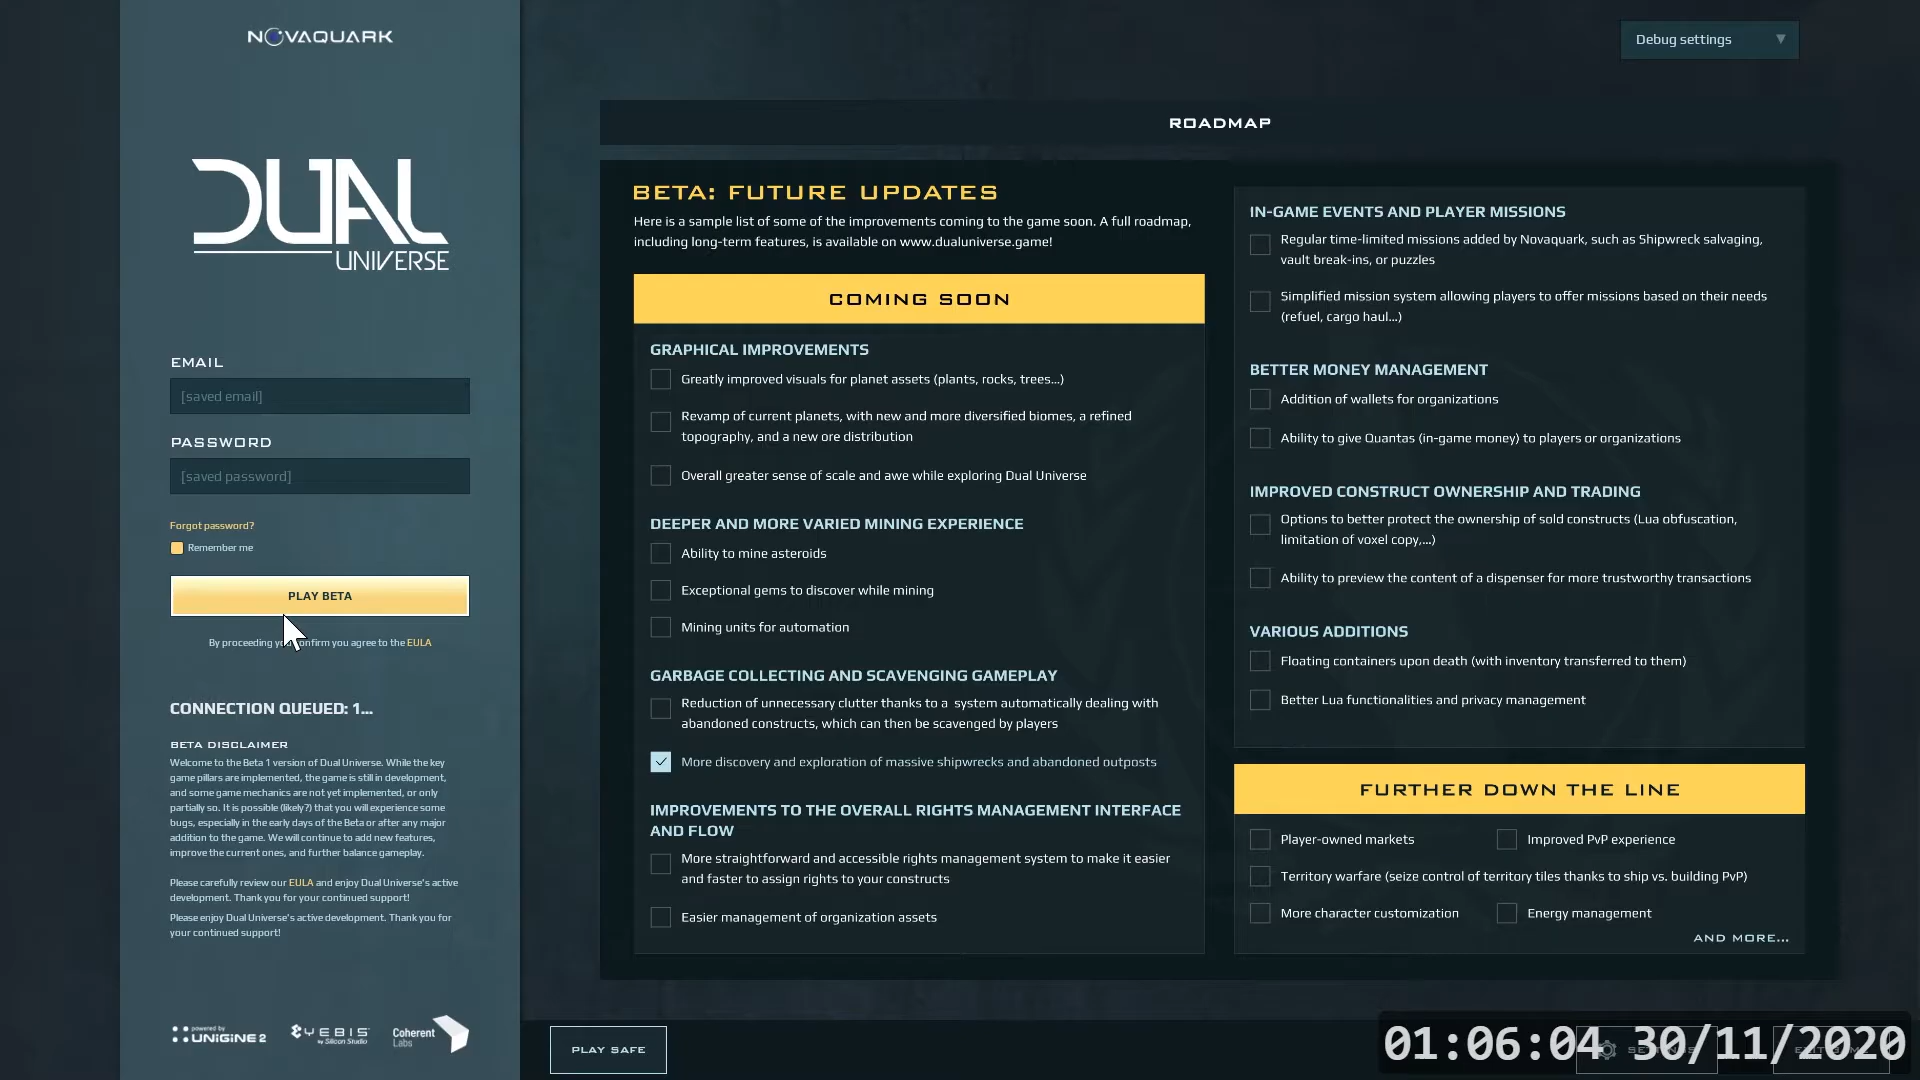 NOVAQUARK
DUAL
UNIVERSE
EMAIL
[saved email]
PASSWORD
[saved password]
Forgot password?
Remember me
PLAY BETA
By proceeding you confirm you agree to the EULA
CONNECTION QUEUED: 1...
BETA DISCLAIMER
Welcome to the Beta 1 version of Dual Universe. While the key
game pillars are implemented, the game is still in development,
and some game mechanics are not yet implemented, or only
partially so. It is possible (likely?) that you will experience some
bugs, especially in the early days of the Beta or after any major
addition to the game. We will continue to add new features,
improve the current ones, and further balance gameplay.
Please carefully review our EULA and enjoy Dual Universe's active
development. Thank you for your continued support!
Please enjoy Dual Universe's active development. Thank you for
your continued support!
powered by
UNIGINE 2
YEBIS
by Silicon Studio
Coherent
Labs
Debug settings
ROADMAP
BETA: FUTURE UPDATES
Here is a sample list of some of the improvements coming to the game soon. A full roadmap,
including long-term features, is available on www.dualuniverse.game!
COMING SOON
GRAPHICAL IMPROVEMENTS
Greatly improved visuals for planet assets (plants, rocks, trees...)
Revamp of current planets, with new and more diversified biomes, a refined
topography, and a new ore distribution
Overall greater sense of scale and awe while exploring Dual Universe
DEEPER AND MORE VARIED MINING EXPERIENCE
Ability to mine asteroids
Exceptional gems to discover while mining
Mining units for automation
GARBAGE COLLECTING AND SCAVENGING GAMEPLAY
Reduction of unnecessary clutter thanks to a system automatically dealing with
abandoned constructs, which can then be scavenged by players
More discovery and exploration of massive shipwrecks and abandoned outposts
IMPROVEMENTS TO THE OVERALL RIGHTS MANAGEMENT INTERFACE
AND FLOW
More straightforward and accessible rights management system to make it easier
and faster to assign rights to your constructs
Easier management of organization assets
IN-GAME EVENTS AND PLAYER MISSIONS
Regular time-limited missions added by Novaquark, such as Shipwreck salvaging,
vault break-ins, or puzzles
Simplified mission system allowing players to offer missions based on their needs
(refuel, cargo haul...)
BETTER MONEY MANAGEMENT
Addition of wallets for organizations
Ability to give Quantas (in-game money) to players or organizations
IMPROVED CONSTRUCT OWNERSHIP AND TRADING
Options to better protect the ownership of sold constructs (Lua obfuscation,
limitation of voxel copy,...)
Ability to preview the content of a dispenser for more trustworthy transactions
VARIOUS ADDITIONS
Floating containers upon death (with inventory transferred to them)
Better Lua functionalities and privacy management
FURTHER DOWN THE LINE
Player-owned markets
Improved PvP experience
Territory warfare (seize control of territory tiles thanks to ship vs. building PvP)
More character customization
Energy management
AND MORE...
PLAY SAFE
01:06:04 30/11/2020